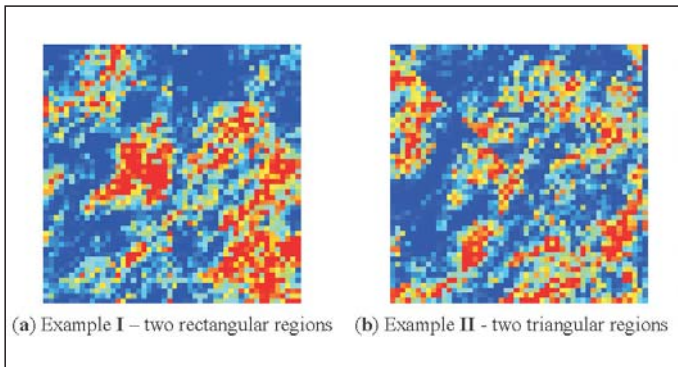 (a) Example I – two rectangular regions
(b) Example II - two triangular regions